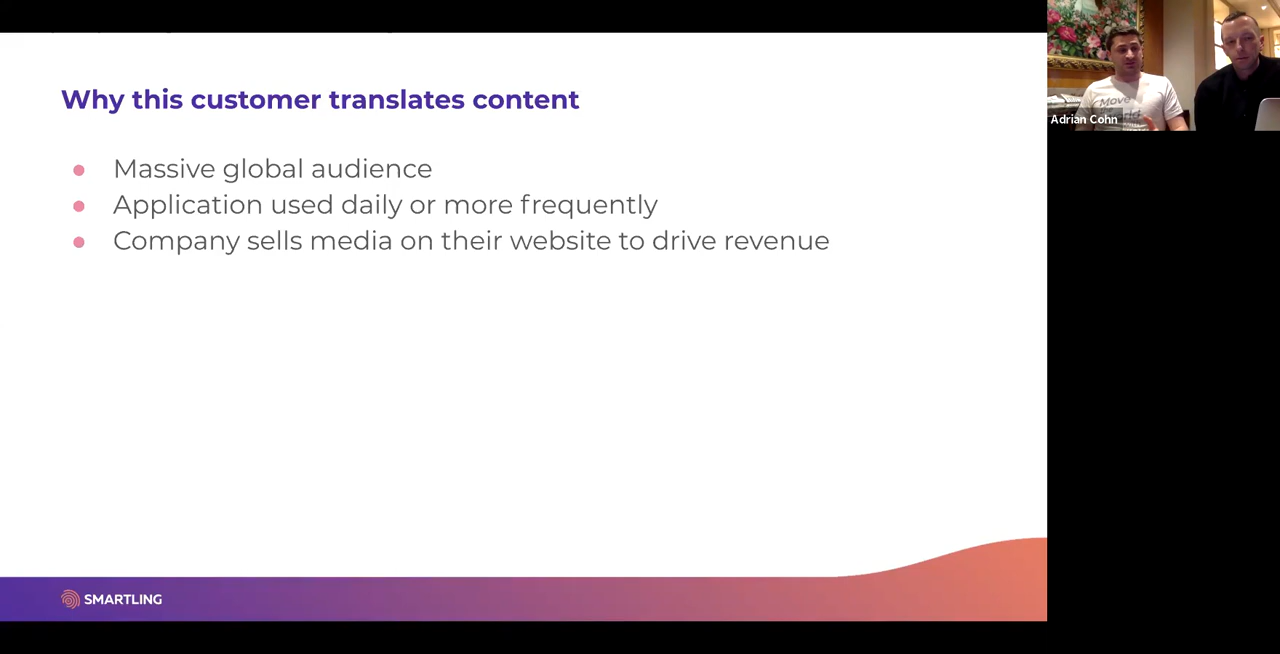 Why this customer translates content
Massive global audience
Application used daily or more frequently
Company sells media on their website to drive revenue
SMARTLING
Move
Adrian Cohn